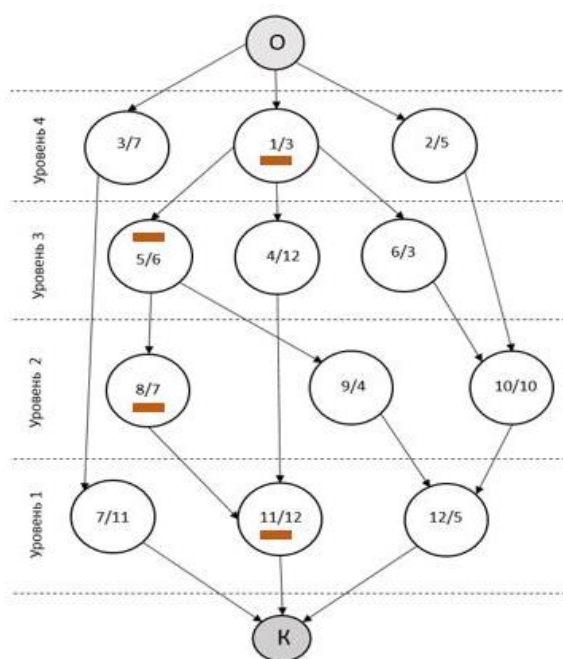 О
Уровень 4
3/7
1/3
2/5
Уровень 3
5/6
4/12
6/3
Уровень 2
8/7
9/4
10/10
Уровень 1
7/11
11/12
12/5
К